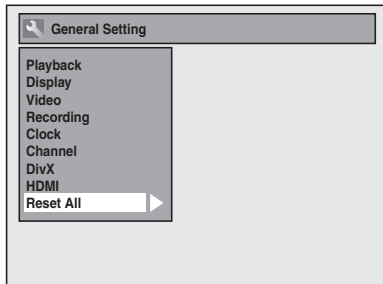 General Setting
Playback
Display
Video
Recording
Clock
Channel
DivX
HDMI
Reset All